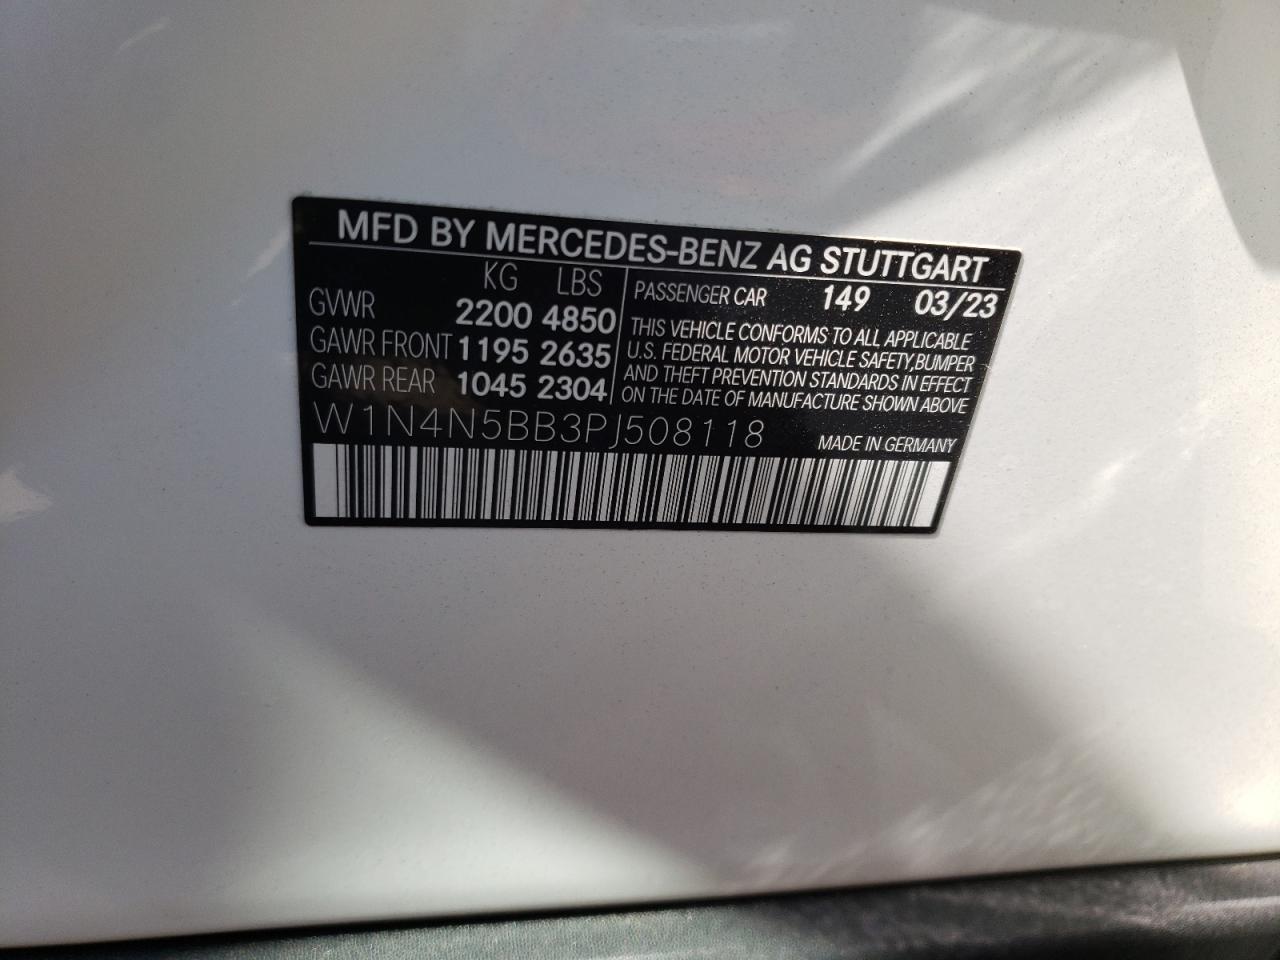 MFD BY MERCEDES-BENZ AG STUTTGART
KG LBS
GVWR 2200 4850
GAWR FRONT 1195 2635
GAWR REAR 1045 2304
PASSENGER CAR 149 03/23
THIS VEHICLE CONFORMS TO ALL APPLICABLE
U.S. FEDERAL MOTOR VEHICLE SAFETY,BUMPER
AND THEFT PREVENTION STANDARDS IN EFFECT
ON THE DATE OF MANUFACTURE SHOWN ABOVE
W1N4N5BB3PJ508118
MADE IN GERMANY